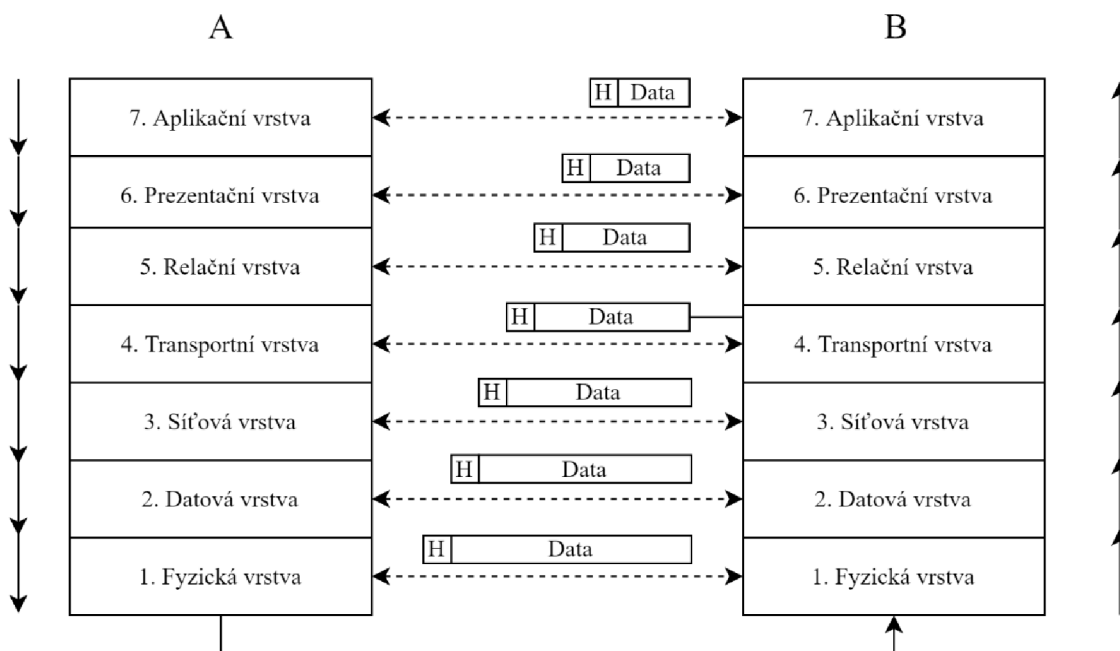 A
B
7. Aplikační vrstva
H Data
7. Aplikační vrstva
6. Prezentační vrstva
H Data
6. Prezentační vrstva
5. Relační vrstva
H Data
5. Relační vrstva
4. Transportní vrstva
H Data
4. Transportní vrstva
3. Síťová vrstva
H Data
3. Síťová vrstva
2. Datová vrstva
H Data
2. Datová vrstva
1. Fyzická vrstva
H Data
1. Fyzická vrstva